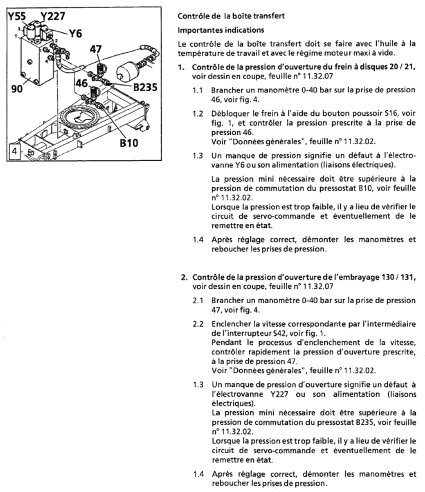 Y55 Y227
Y6
47
46
B235
90
B10
4
Contrôle de la boîte transfert
Importantes indications
Le contrôle de la boîte transfert doit se faire avec l'huile à la
température de travail et avec le régime moteur maxi à vide.
1. Contrôle de la pression d'ouverture du frein à disques 20 / 21,
voir dessin en coupe, feuille n° 11.32.07
1.1 Brancher un manomètre 0-40 bar sur la prise de pression
46, voir fig. 4.
1.2 Débloquer le frein à l'aide du bouton poussoir S16, voir
fig. 1, et contrôler la pression prescrite à la prise de
pression 46.
Voir "Données générales", feuille n° 11.32.02.
1.3 Un manque de pression signifie un défaut à l'électro-
vanne Y6 ou son alimentation (liaisons électriques).
La pression mini nécessaire doit être supérieure à la
pression de commutation du pressostat B10, voir feuille
n° 11.32.02.
Lorsque la pression est trop faible, il y a lieu de vérifier le
circuit de servo-commande et éventuellement de le
remettre en état.
1.4 Après réglage correct, démonter les manomètres et
reboucher les prises de pression.
2. Contrôle de la pression d'ouverture de l'embrayage 130 / 131,
voir dessin en coupe, feuille n° 11.32.07
2.1 Brancher un manomètre 0-40 bar sur la prise de pression
47, voir fig. 4.
2.2 Enclencher la vitesse correspondante par l'intermédiaire
de l'interrupteur S42, voir fig. 1.
Pendant le processus d'enclenchement de la vitesse,
contrôler rapidement la pression d'ouverture prescrite,
à la prise de pression 47.
Voir "Données générales", feuille n° 11.32.02.
1.3 Un manque de pression d'ouverture signifie un défaut à
l'électrovanne Y227 ou son alimentation (liaisons
électriques).
La pression mini nécessaire doit être supérieure à la
pression de commutation du pressostat B235, voir feuille
n° 11.32.02.
Lorsque la pression est trop faible, il y a lieu de vérifier le
circuit de servo-commande et éventuellement de le
remettre en état.
1.4 Après réglage correct, démonter les manomètres et
reboucher les prises de pression.